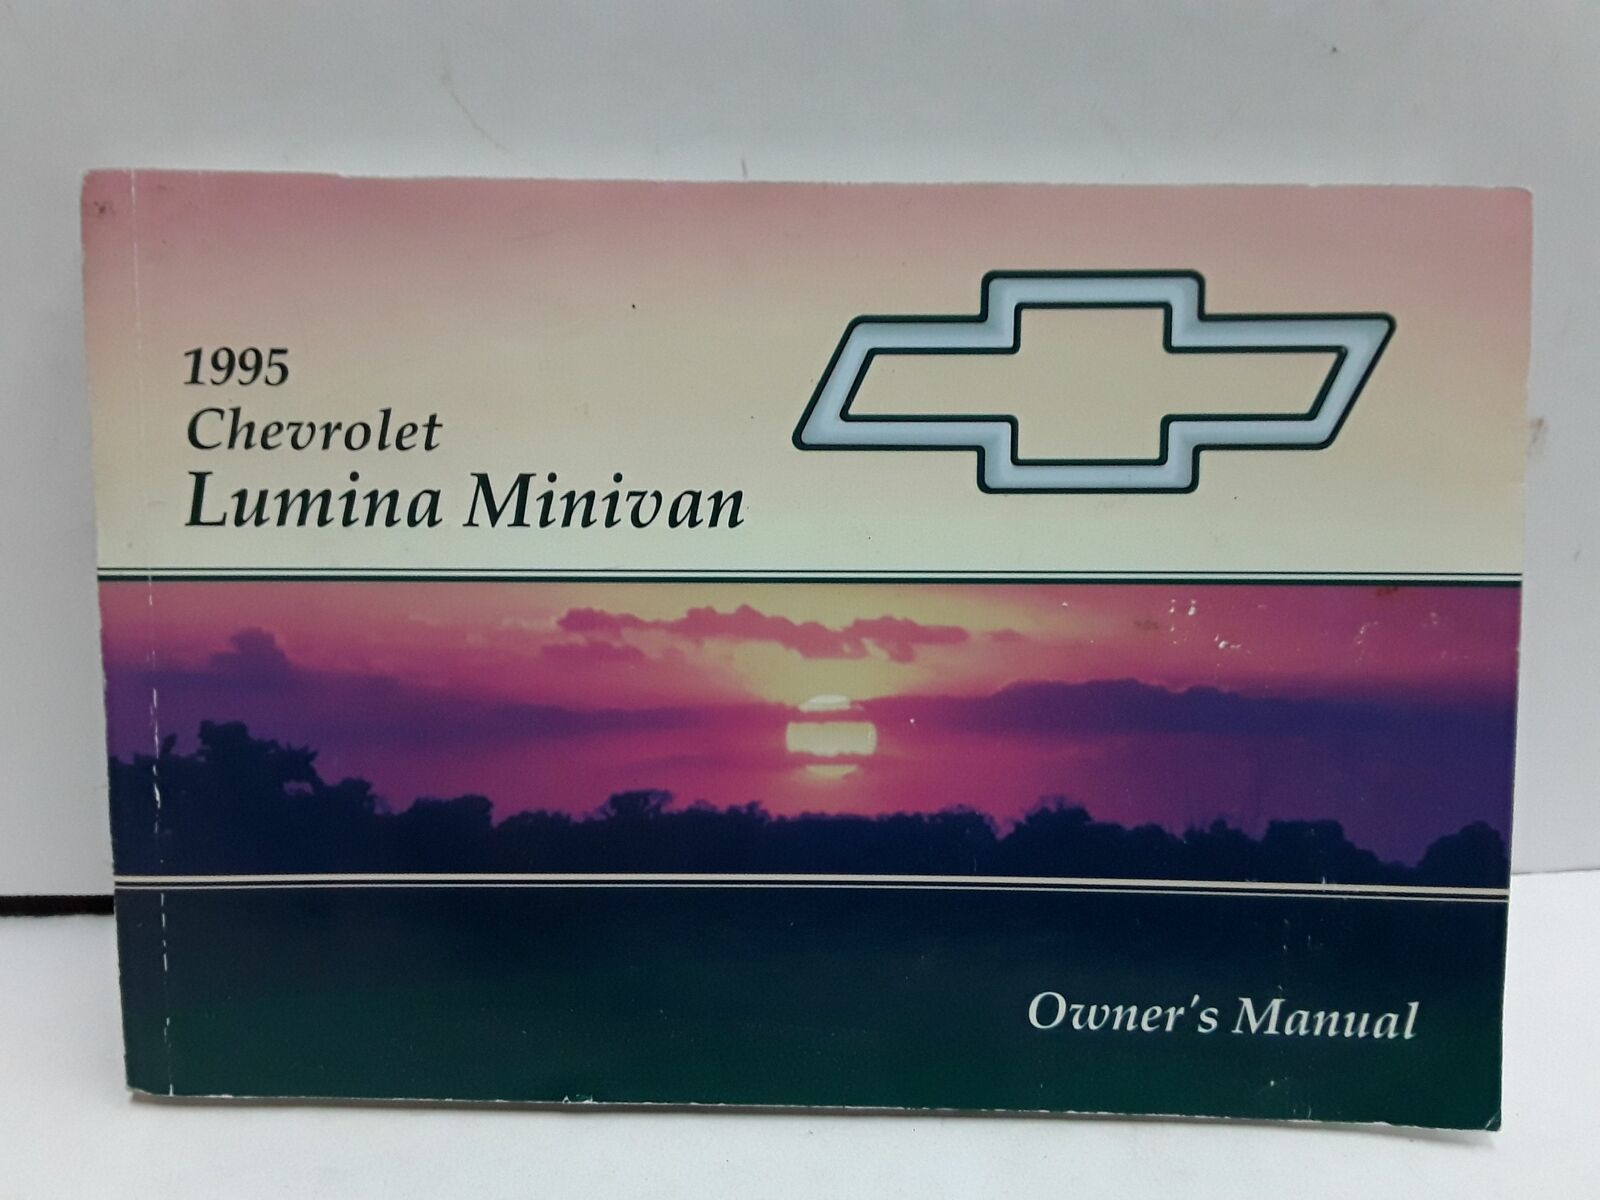 1995
Chevrolet
Lumina Minivan
Owner's Manual